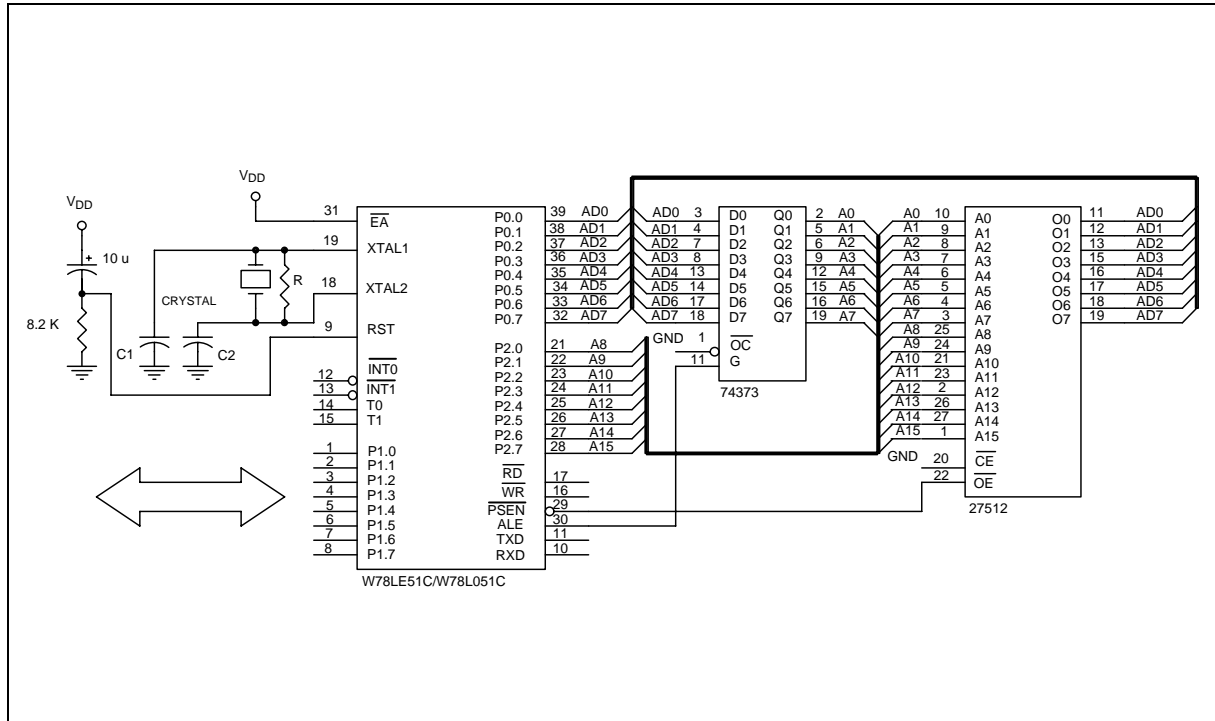 VDD
10 u
8.2 K
VDD
CRYSTAL
R
C1
C2
31 EA
19 XTAL1
18 XTAL2
9 RST
12 INT0
13 INT1
14 T0
15 T1
1 P1.0
2 P1.1
3 P1.2
4 P1.3
5 P1.4
6 P1.5
7 P1.6
8 P1.7
P0.0 39 AD0
P0.1 38 AD1
P0.2 37 AD2
P0.3 36 AD3
P0.4 35 AD4
P0.5 34 AD5
P0.6 33 AD6
P0.7 32 AD7
P2.0 21 A8
P2.1 22 A9
P2.2 23 A10
P2.3 24 A11
P2.4 25 A12
P2.5 26 A13
P2.6 27 A14
P2.7 28 A15
RD 17
WR 16
PSEN 29
ALE 30
TXD 11
RXD 10
W78LE51C/W78L051C
AD0 3 D0 Q0 2 A0
AD1 4 D1 Q1 5 A1
AD2 7 D2 Q2 6 A2
AD3 8 D3 Q3 9 A3
AD4 13 D4 Q4 12 A4
AD5 14 D5 Q5 15 A5
AD6 17 D6 Q6 16 A6
AD7 18 D7 Q7 19 A7
GND 1 OC
11 G
74373
A0 10 A0 O0 11 AD0
A1 9 A1 O1 12 AD1
A2 8 A2 O2 13 AD2
A3 7 A3 O3 15 AD3
A4 6 A4 O4 16 AD4
A5 5 A5 O5 17 AD5
A6 4 A6 O6 18 AD6
A7 3 A7 O7 19 AD7
A8 25 A8
A9 24 A9
A10 21 A10
A11 23 A11
A12 2 A12
A13 26 A13
A14 27 A14
A15 1 A15
GND 20 CE
22 OE
27512